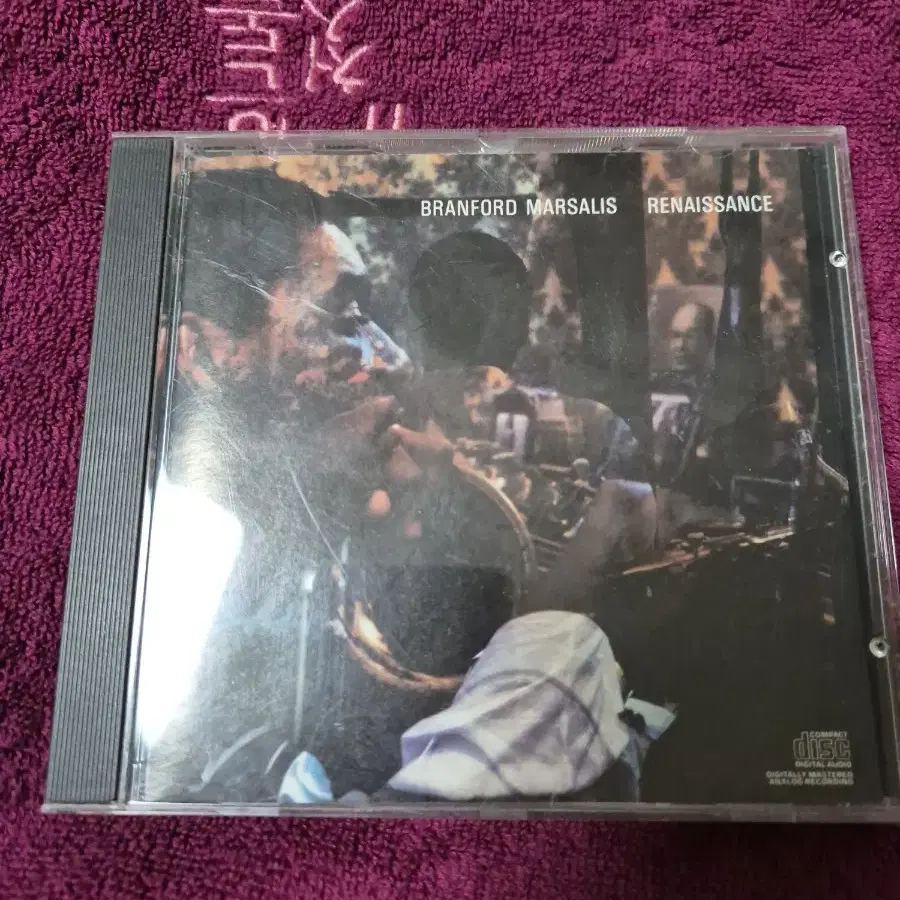 BRANFORD MARSALIS RENAISSANCE
COMPACT
disc
DIGITAL AUDIO
DIGITALLY MASTERED
ANALOG RECORDING